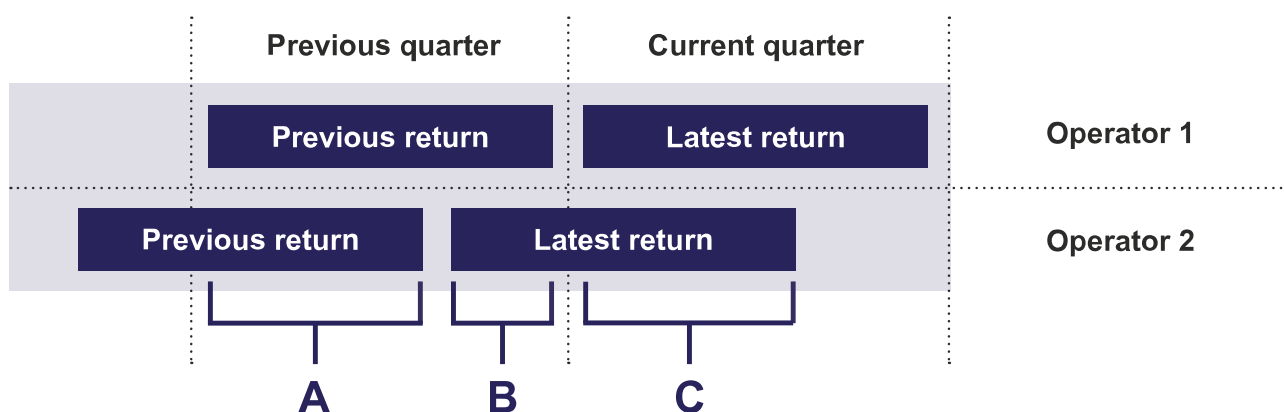 Previous quarter
Current quarter
Previous return
Latest return
Operator 1
Previous return
Latest return
Operator 2
A
B
C